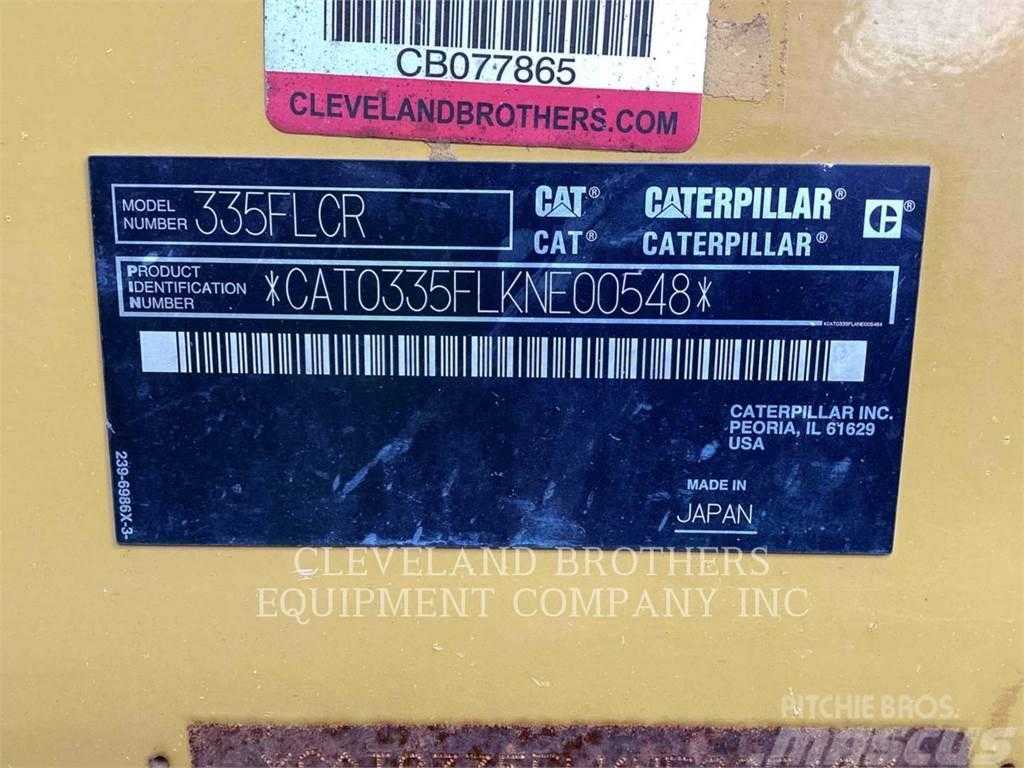 CB077865
CLEVELANDBROTHERS.COM
MODEL NUMBER 335FLCR
CAT® CATERPILLAR®
CAT® CATERPILLAR®
PRODUCT IDENTIFICATION NUMBER *CAT0335FLKNE00548*
CATERPILLAR INC.
PEORIA, IL 61629
USA
MADE IN
JAPAN
239-6986X-3-
CLEVELAND BROTHERS
EQUIPMENT COMPANY INC
PITCHIE BROS.
MASCUS